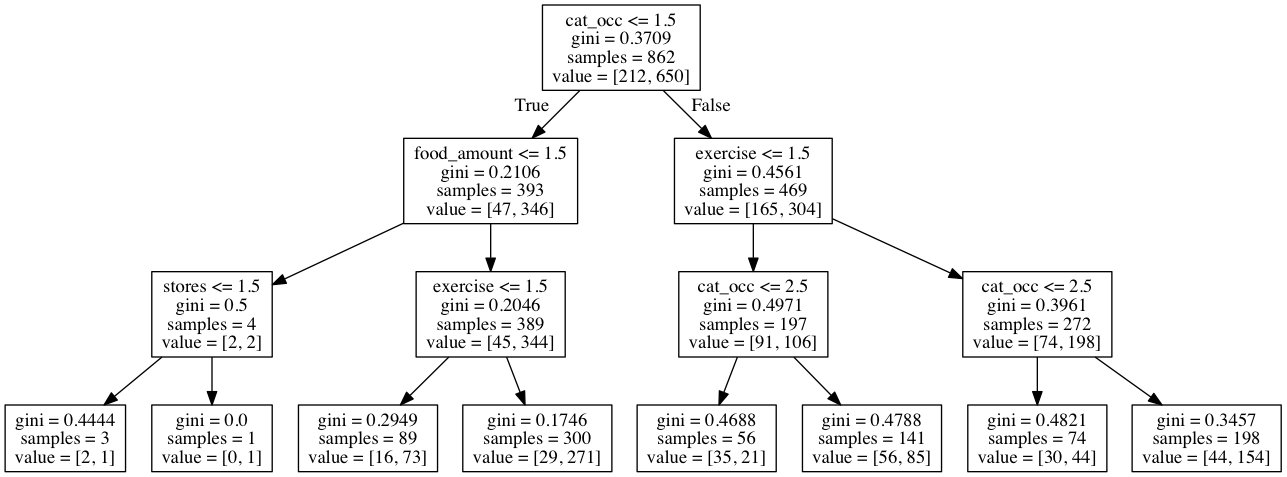 cat_occ <= 1.5
gini = 0.3709
samples = 862
value = [212, 650]
True
False
food_amount <= 1.5
gini = 0.2106
samples = 393
value = [47, 346]
exercise <= 1.5
gini = 0.4561
samples = 469
value = [165, 304]
stores <= 1.5
gini = 0.5
samples = 4
value = [2, 2]
exercise <= 1.5
gini = 0.2046
samples = 389
value = [45, 344]
cat_occ <= 2.5
gini = 0.4971
samples = 197
value = [91, 106]
cat_occ <= 2.5
gini = 0.3961
samples = 272
value = [74, 198]
gini = 0.4444
samples = 3
value = [2, 1]
gini = 0.0
samples = 1
value = [0, 1]
gini = 0.2949
samples = 89
value = [16, 73]
gini = 0.1746
samples = 300
value = [29, 271]
gini = 0.4688
samples = 56
value = [35, 21]
gini = 0.4788
samples = 141
value = [56, 85]
gini = 0.4821
samples = 74
value = [30, 44]
gini = 0.3457
samples = 198
value = [44, 154]